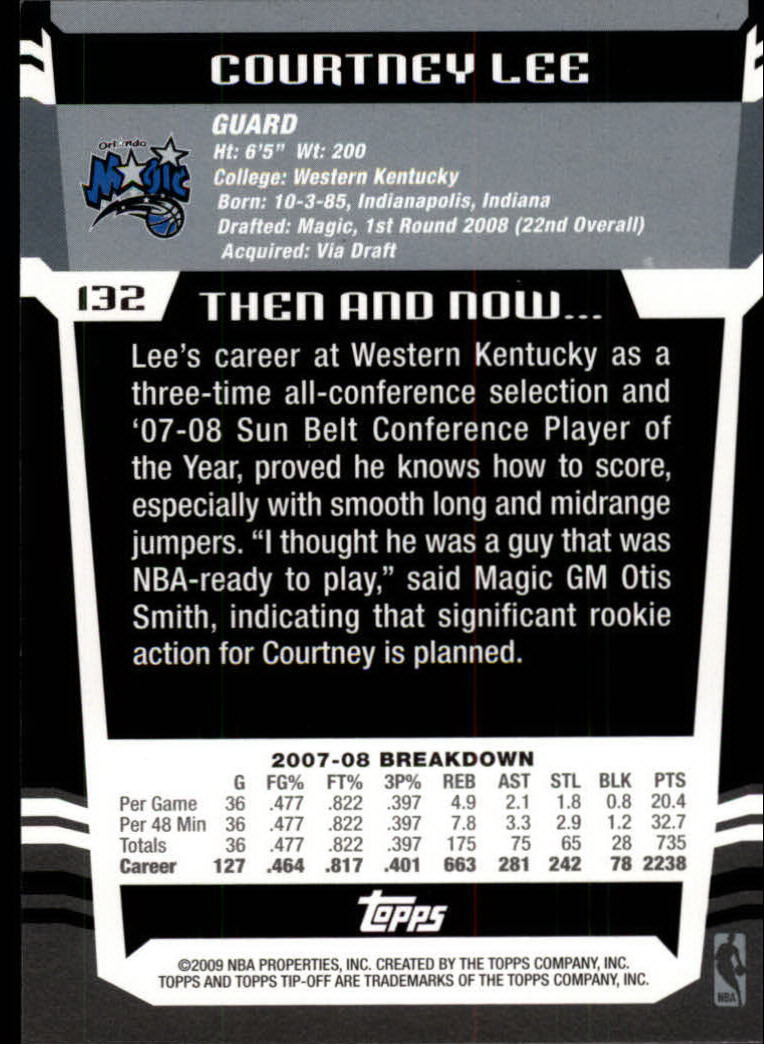 COURTNEY LEE
GUARD
Ht: 6'5" Wt: 200
College: Western Kentucky
Born: 10-3-85, Indianapolis, Indiana
Drafted: Magic, 1st Round 2008 (22nd Overall)
Acquired: Via Draft
Orlando
Magic
132
THEN AND NOW...
Lee's career at Western Kentucky as a
three-time all-conference selection and
‘07-08 Sun Belt Conference Player of
the Year, proved he knows how to score,
especially with smooth long and midrange
jumpers. “I thought he was a guy that was
NBA-ready to play,” said Magic GM Otis
Smith, indicating that significant rookie
action for Courtney is planned.
2007-08 BREAKDOWN
G FG% FT% 3P% REB AST STL BLK PTS
Per Game 36 .477 .822 .397 4.9 2.1 1.8 0.8 20.4
Per 48 Min 36 .477 .822 .397 7.8 3.3 2.9 1.2 32.7
Totals 36 .477 .822 .397 175 75 65 28 735
Career 127 .464 .817 .401 663 281 242 78 2238
topps
©2009 NBA PROPERTIES, INC. CREATED BY THE TOPPS COMPANY, INC.
TOPPS AND TOPPS TIP-OFF ARE TRADEMARKS OF THE TOPPS COMPANY, INC.
NBA